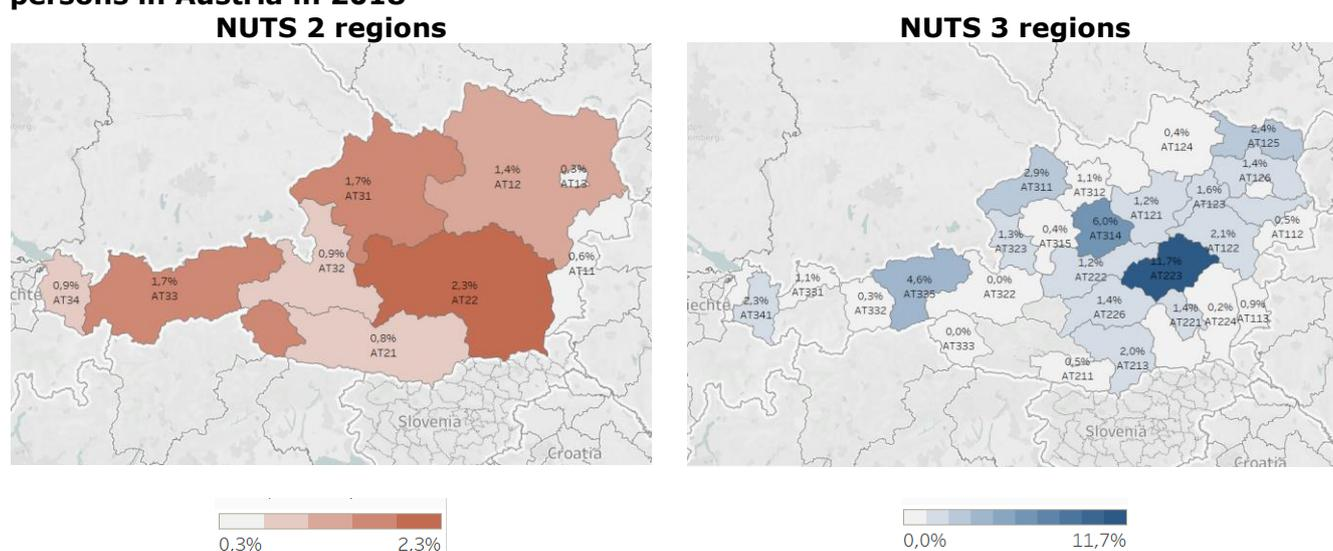 persons in Austria in 2018
NUTS 2 regions
NUTS 3 regions
1,7%
AT31
1,4%
AT12
0,3%
AT13
0,9%
AT32
0,6%
AT11
0,9%
AT34
1,7%
AT33
2,3%
AT22
0,8%
AT21
Slovenia
Croatia
0,3%
2,3%
0,4%
AT124
2,4%
AT125
1,4%
AT126
2,9%
AT311
1,1%
AT312
1,2%
AT121
1,6%
AT123
6,0%
AT314
0,4%
AT315
1,3%
AT323
2,1%
AT122
0,5%
AT112
11,7%
AT223
1,2%
AT222
4,6%
AT335
0,0%
AT322
1,1%
AT331
0,3%
AT332
2,3%
AT341
0,0%
AT333
1,4%
AT226
1,4%
AT221
0,2%
AT224
0,9%
AT113
2,0%
AT213
0,5%
AT211
Slovenia
Croatia
0,0%
11,7%